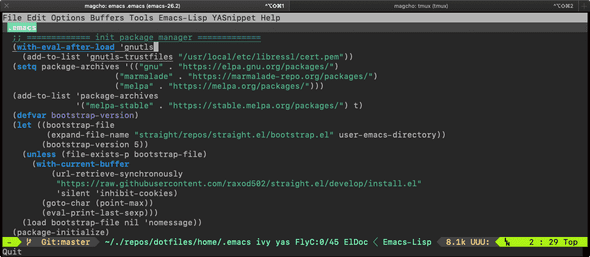 magcho: emacs .emacs (emacs-26.2) ⌥⌘1 magcho: tmux (tmux) ⌥⌘2
File Edit Options Buffers Tools Emacs-Lisp YASnippet Help
.emacs
;; ============= init package manager =============
(with-eval-after-load 'gnutls
(add-to-list 'gnutls-trustfiles "/usr/local/etc/libressl/cert.pem"))
(setq package-archives '(("gnu" . "https://elpa.gnu.org/packages/")
("marmalade" . "https://marmalade-repo.org/packages/")
("melpa" . "https://melpa.org/packages/")))
(add-to-list 'package-archives
'("melpa-stable" . "https://stable.melpa.org/packages/") t)
(defvar bootstrap-version)
(let ((bootstrap-file
(expand-file-name "straight/repos/straight.el/bootstrap.el" user-emacs-directory))
(bootstrap-version 5))
(unless (file-exists-p bootstrap-file)
(with-current-buffer
(url-retrieve-synchronously
"https://raw.githubusercontent.com/raxod502/straight.el/develop/install.el"
'silent 'inhibit-cookies)
(goto-char (point-max))
(eval-print-last-sexp)))
(load bootstrap-file nil 'nomessage))
(package-initialize)
Git:master ~/./repos/dotfiles/home/.emacs ivy yas FlyC:0/45 ElDoc Emacs-Lisp 8.1k UUU: 2 : 29 Top
Quit